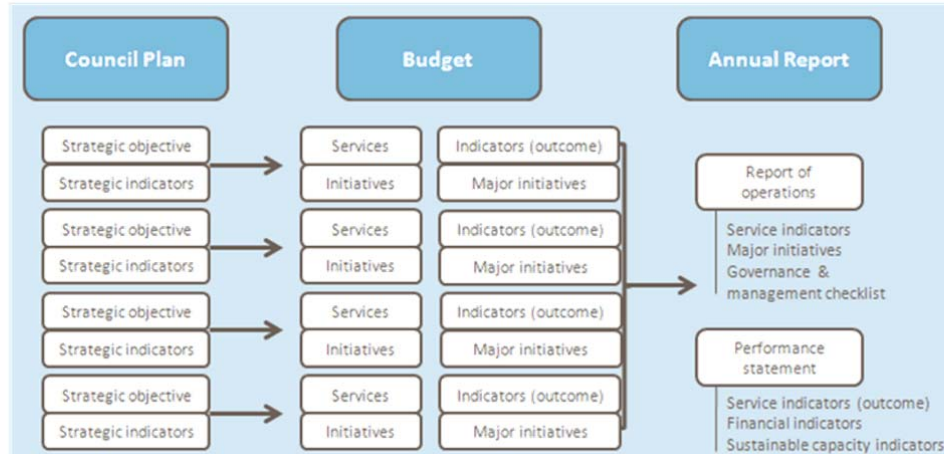 Council Plan
Budget
Annual Report
Strategic objective
Strategic indicators
Services
Initiatives
Indicators (outcome)
Major initiatives
Strategic objective
Strategic indicators
Services
Initiatives
Indicators (outcome)
Major initiatives
Strategic objective
Strategic indicators
Services
Initiatives
Indicators (outcome)
Major initiatives
Strategic objective
Strategic indicators
Services
Initiatives
Indicators (outcome)
Major initiatives
Report of
operations
Service indicators
Major initiatives
Governance &
management checklist
Performance
statement
Service indicators (outcome)
Financial indicators
Sustainable capacity indicators